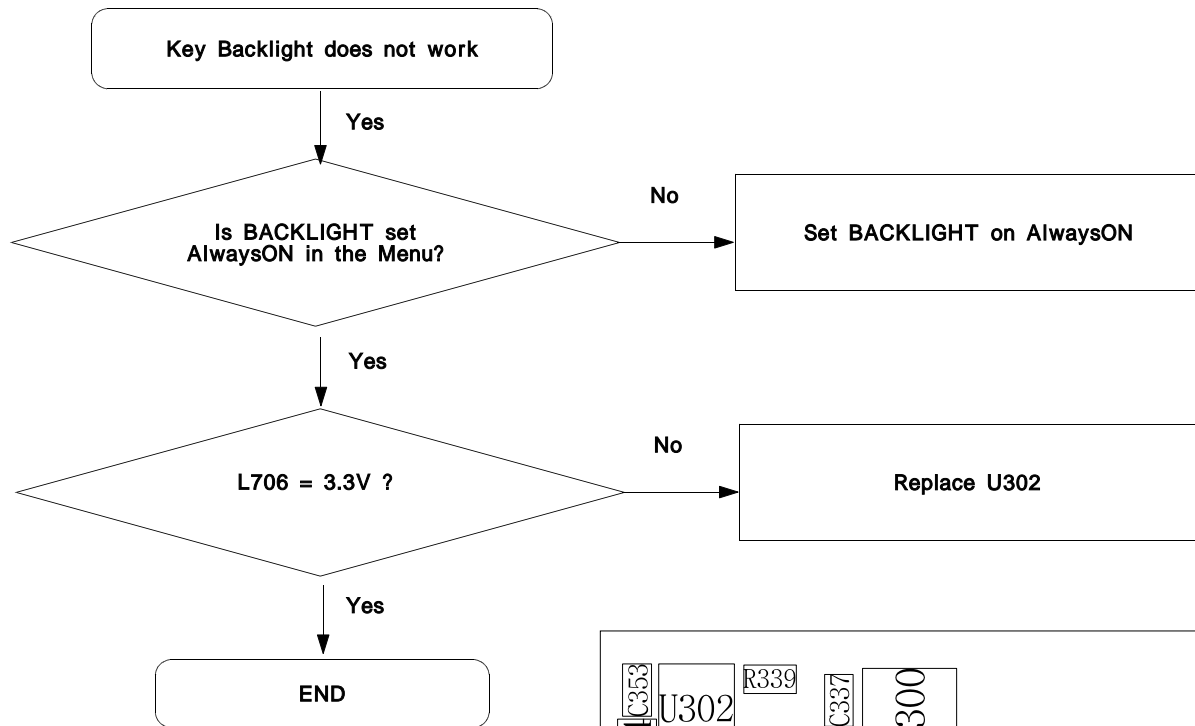 Key Backlight does not work
Yes
Is BACKLIGHT set
AlwaysON in the Menu?
No
Set BACKLIGHT on AlwaysON
Yes
L706 = 3.3V ?
No
Replace U302
Yes
END
C353
U302
R339
C337
300